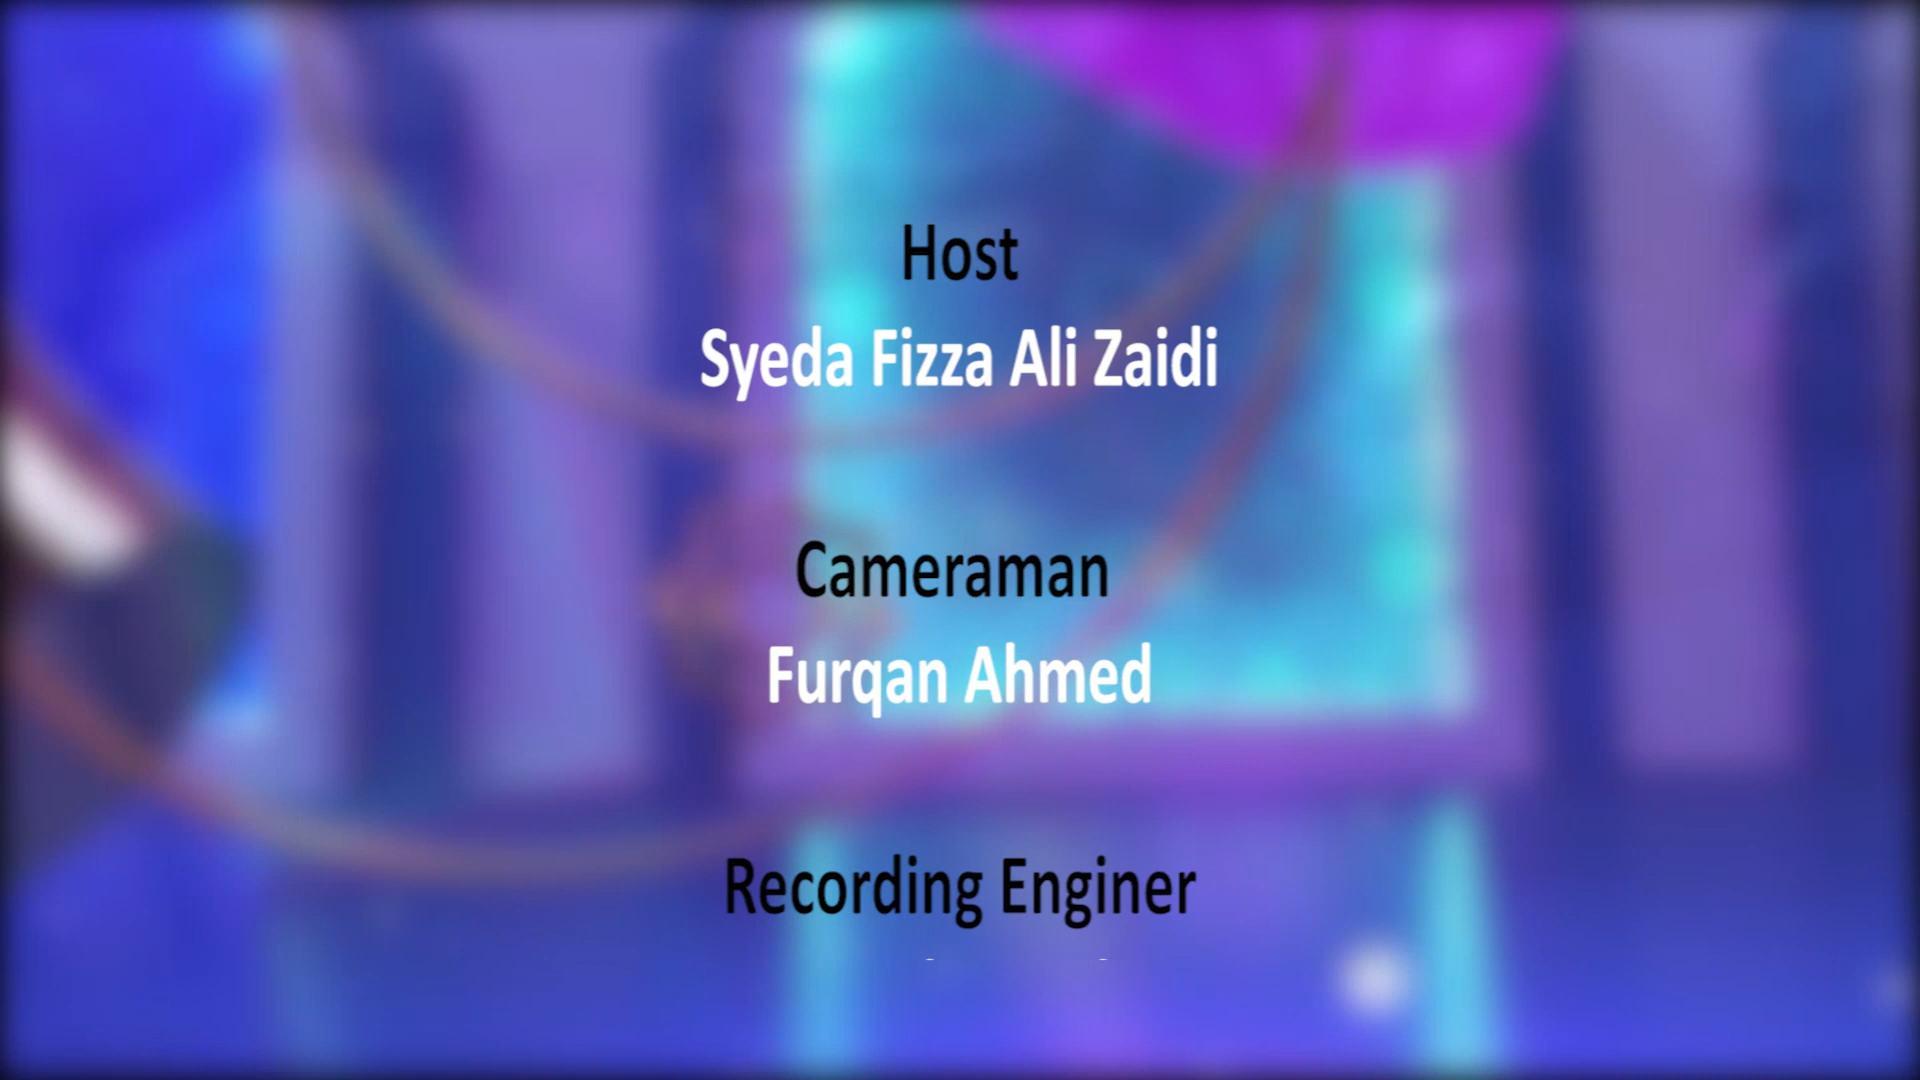 Host
Syeda Fizza Ali Zaidi
Cameraman
Furqan Ahmed
Recording Enginer